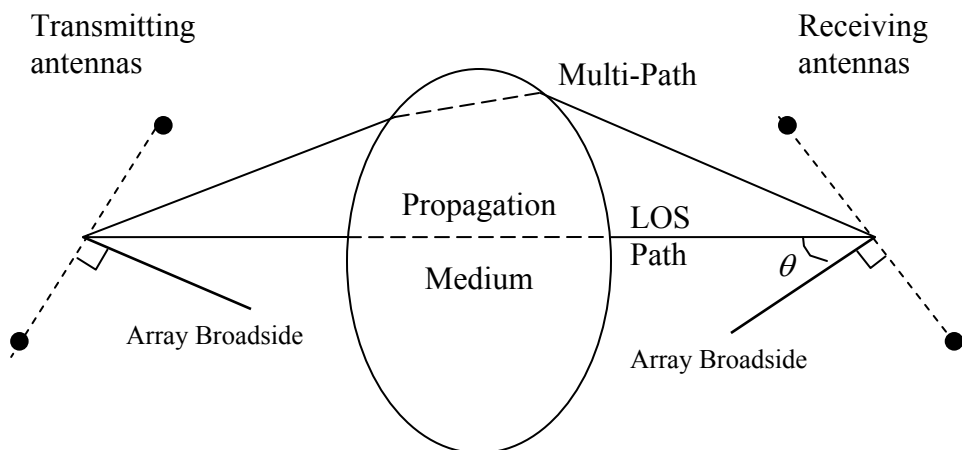 Transmitting
antennas
Receiving
antennas
Multi-Path
Propagation
Medium
LOS
Path
θ
Array Broadside
Array Broadside